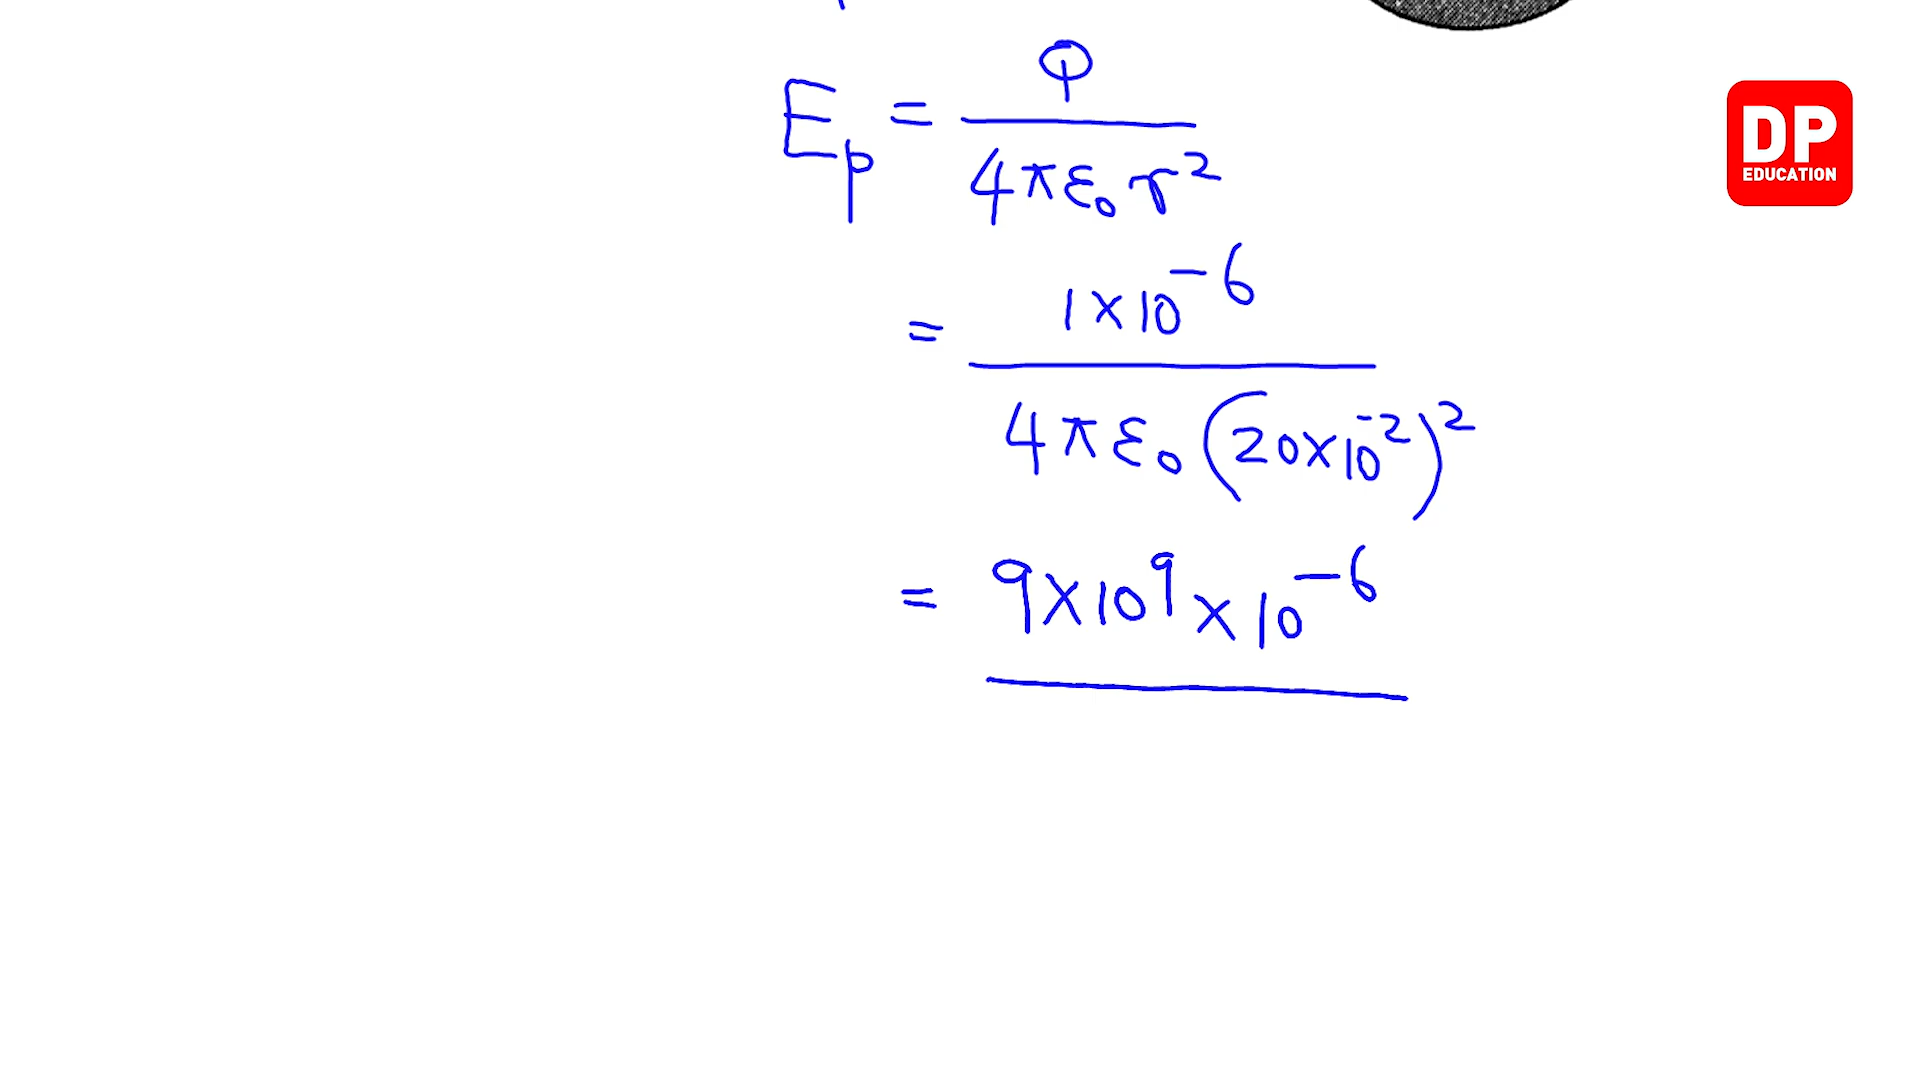 E_p = Q / 4πε₀r²
= 1×10⁻⁶ / 4πε₀(20×10⁻²)²
= 9×10⁹×10⁻⁶
DP
EDUCATION